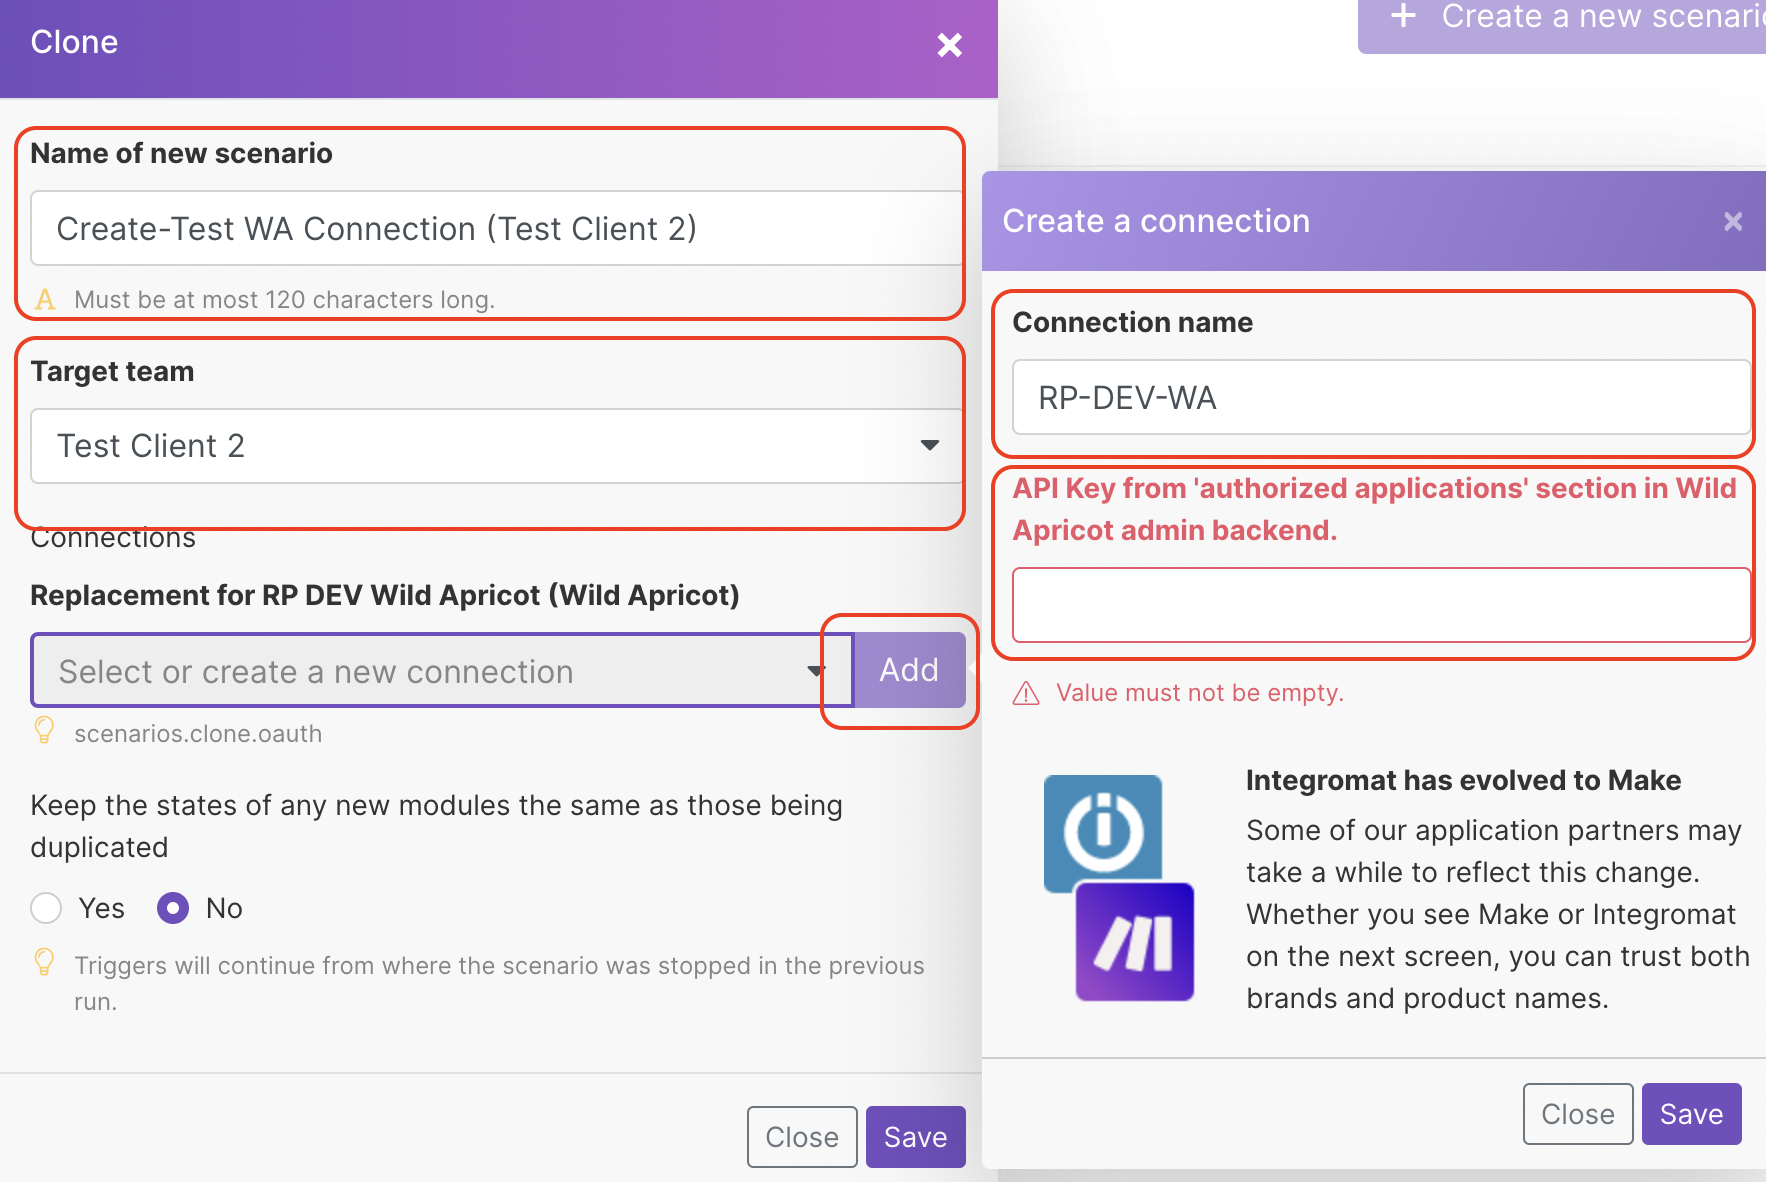 Clone
Name of new scenario
Create-Test WA Connection (Test Client 2)
Must be at most 120 characters long.
Target team
Test Client 2
Connections
Replacement for RP DEV Wild Apricot (Wild Apricot)
Select or create a new connection
Add
scenarios.clone.oauth
Keep the states of any new modules the same as those being
duplicated
Yes
No
Triggers will continue from where the scenario was stopped in the previous
run.
Close
Save
+ Create a new scenario
Create a connection
Connection name
RP-DEV-WA
API Key from 'authorized applications' section in Wild
Apricot admin backend.
Value must not be empty.
Integromat has evolved to Make
Some of our application partners may
take a while to reflect this change.
Whether you see Make or Integromat
on the next screen, you can trust both
brands and product names.
Close
Save